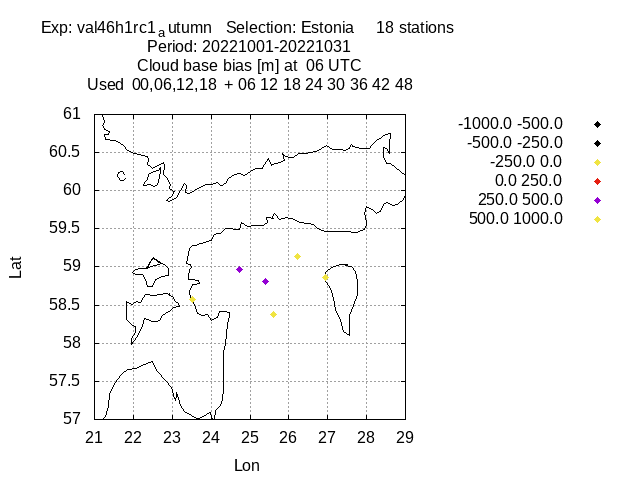 Exp: val46h1rc1autumn   Selection: Estonia     18 stations
Period: 20221001-20221031
Cloud base bias [m] at  06 UTC
Used  00,06,12,18  + 06 12 18 24 30 36 42 48
-1000.0 -500.0
-500.0 -250.0
-250.0 0.0
0.0 250.0
250.0 500.0
500.0 1000.0
61
60.5
60
59.5
59
58.5
58
57.5
57
Lat
21 22 23 24 25 26 27 28 29
Lon